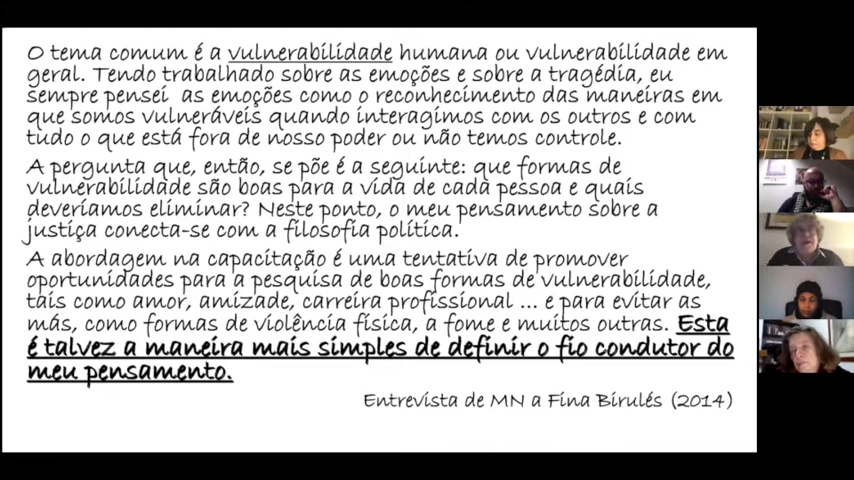 O tema comum é a vulnerabilidade humana ou vulnerabilidade em
geral. Tendo trabalhado sobre as emoções e sobre a tragédia, eu
sempre pensei as emoções como o reconhecimento das maneiras em
que somos vulneráveis quando interagimos com os outros e com
tudo o que está fora de nosso poder ou não temos controle.
A pergunta que, então, se põe é a seguinte: que formas de
vulnerabilidade são boas para a vida de cada pessoa e quais
deveríamos eliminar? Neste ponto, o meu pensamento sobre a
justiça conecta-se com a filosofia política.
A abordagem na capacitação é uma tentativa de promover
oportunidades para a pesquisa de boas formas de vulnerabilidade,
tais como amor, amizade, carreira profissional ... e para evitar as
más, como formas de violência física, a fome e muitos outras. Esta
é talvez a maneira mais simples de definir o fio condutor do
meu pensamento.
Entrevista de MN a Fina Birulés (2014)